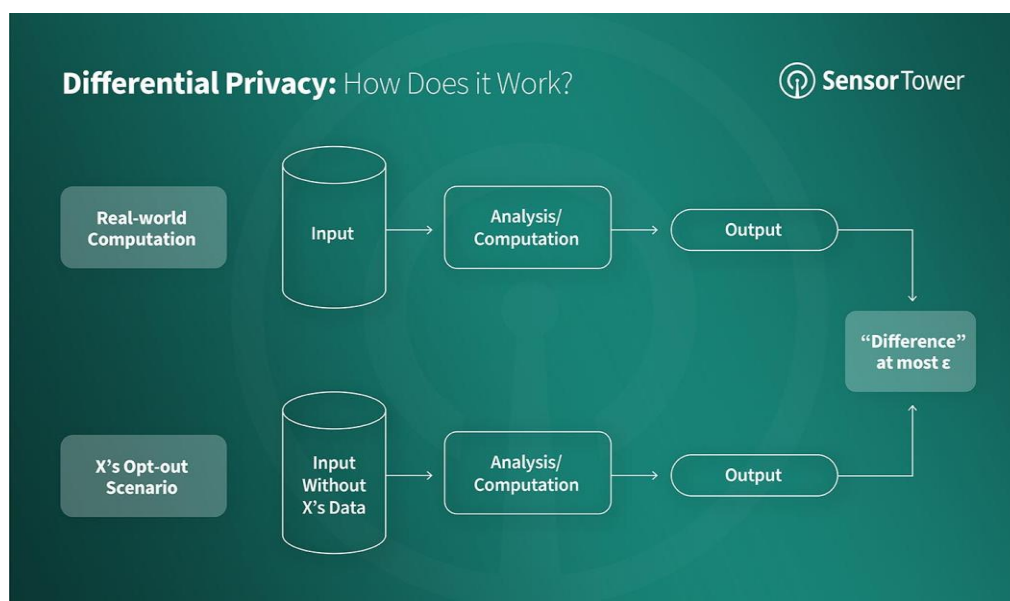 Differential Privacy: How Does it Work?
SensorTower
Real-world
Computation
Input
Analysis/
Computation
Output
“Difference”
at most ε
X’s Opt-out
Scenario
Input
Without
X’s Data
Analysis/
Computation
Output